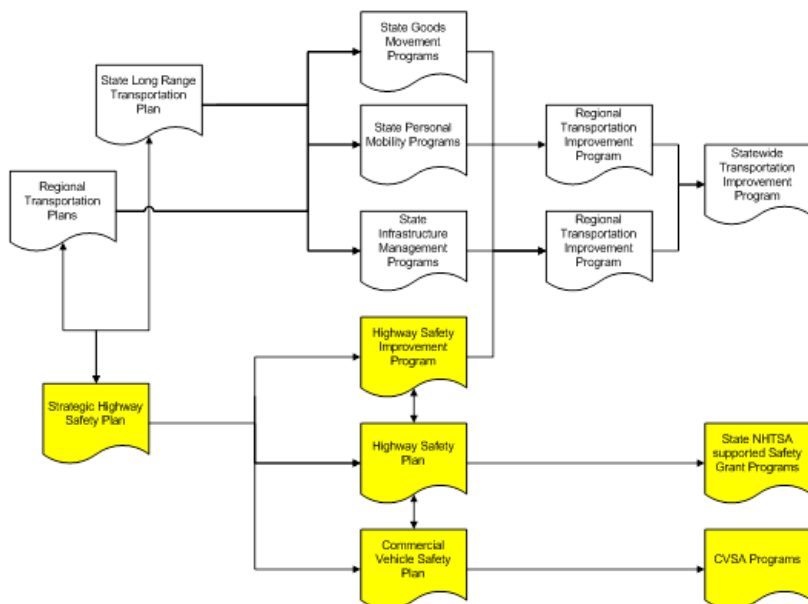 State Goods
Movement
Programs
State Long Range
Transportation
Plan
State Personal
Mobility Programs
Regional
Transportation
Improvement
Program
Statewide
Transportation
Improvement
Program
Regional
Transportation
Plans
State
Infrastructure
Management
Programs
Regional
Transportation
Improvement
Program
Highway Safety
Improvement
Program
Strategic Highway
Safety Plan
Highway Safety
Plan
State NHTSA
supported Safety
Grant Programs
Commercial
Vehicle Safety
Plan
CVSA Programs